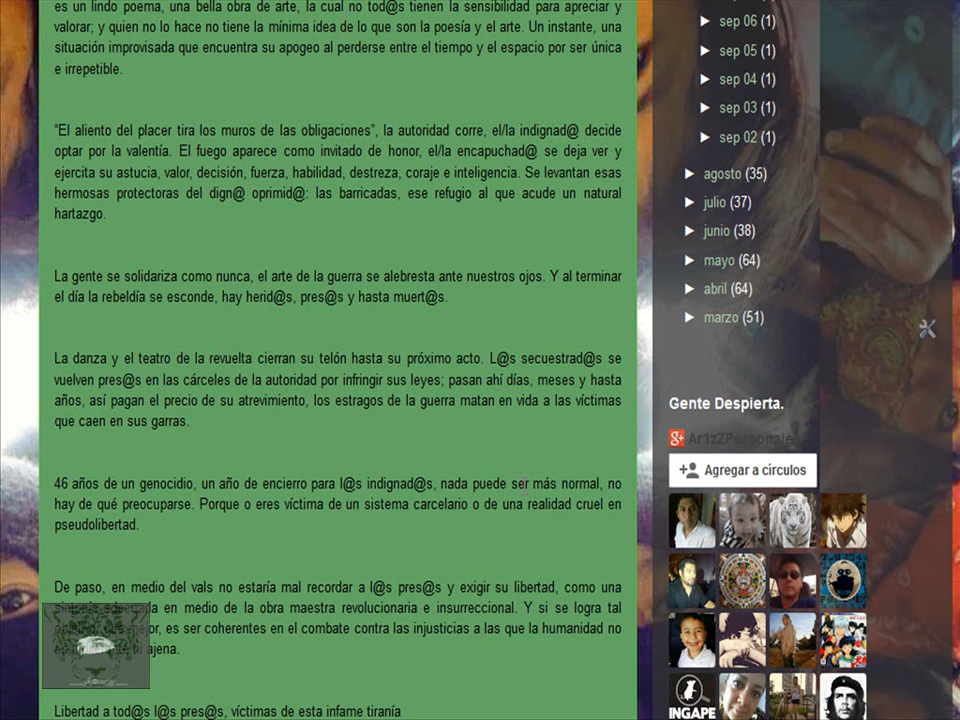 es un lindo poema, una bella obra de arte, la cual no tod@s tienen la sensibilidad para apreciar y
valorar; y quien no lo hace no tiene la mínima idea de lo que son la poesía y el arte. Un instante, una
situación improvisada que encuentra su apogeo al perderse entre el tiempo y el espacio por ser única
e irrepetible.
"El aliento del placer tira los muros de las obligaciones", la autoridad corre, el/la indignad@ decide
optar por la valentía. El fuego aparece como invitado de honor, el/la encapuchad@ se deja ver y
ejercita su astucia, valor, decisión, fuerza, habilidad, destreza, coraje e inteligencia. Se levantan esas
hermosas protectoras del dign@ oprimid@: las barricadas, ese refugio al que acude un natural
hartazgo.
La gente se solidariza como nunca, el arte de la guerra se alebresta ante nuestros ojos. Y al terminar
el día la rebeldía se esconde, hay herid@s, pres@s y hasta muert@s.
La danza y el teatro de la revuelta cierran su telón hasta su próximo acto. L@s secuestrad@s se
vuelven pres@s en las cárceles de la autoridad por infringir sus leyes; pasan ahí días, meses y hasta
años, así pagan el precio de su atrevimiento, los estragos de la guerra matan en vida a las víctimas
que caen en sus garras.
46 años de un genocidio, un año de encierro para l@s indignad@s, nada puede ser más normal, no
hay de qué preocuparse. Porque o eres víctima de un sistema carcelario o de una realidad cruel en
pseudolibertad.
De paso, en medio del vals no estaría mal recordar a l@s pres@s y exigir su libertad, como una
en medio de la obra maestra revolucionaria e insurreccional. Y si se logra tal
es ser coherentes en el combate contra las injusticias a las que la humanidad no
ajena.
Libertad a tod@s l@s pres@s, víctimas de esta infame tiranía
► sep 06 (1)
► sep 05 (1)
► sep 04 (1)
► sep 03 (1)
► sep 02 (1)
► agosto (35)
► julio (37)
► junio (38)
► mayo (64)
► abril (64)
► marzo (51)
Gente Despierta.
g+ Ar1zZPersonaje
Agregar a círculos
INGAPE